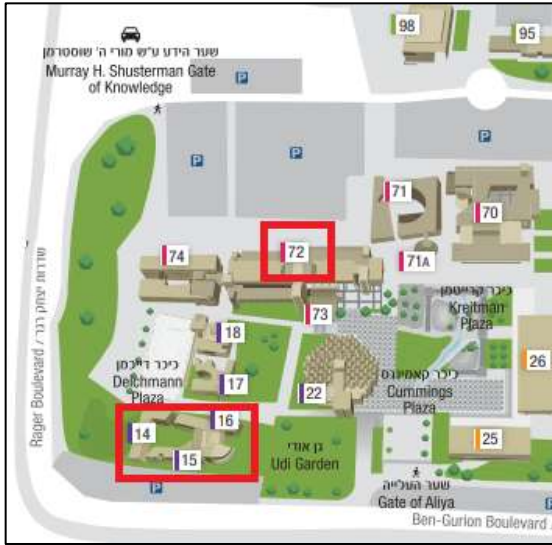 שער הידע ע"ש מורי ה' שוסטרמן
Murray H. Shusterman Gate
of Knowledge
98
95
P
P
P
P
P
71
70
72
74
71A
73
כיכר קרייטמן
Kreitman
Plaza
18
כיכר דייכמן
Deichmann
Plaza
17
22
כיכר קאמינגס
Cummings
Plaza
26
16
14
15
גן אודי
Udi Garden
25
שער העלייה
Gate of Aliya
P
P
Ben-Gurion Boulevard /
Rager Boulevard / שדרות יצחק רגר